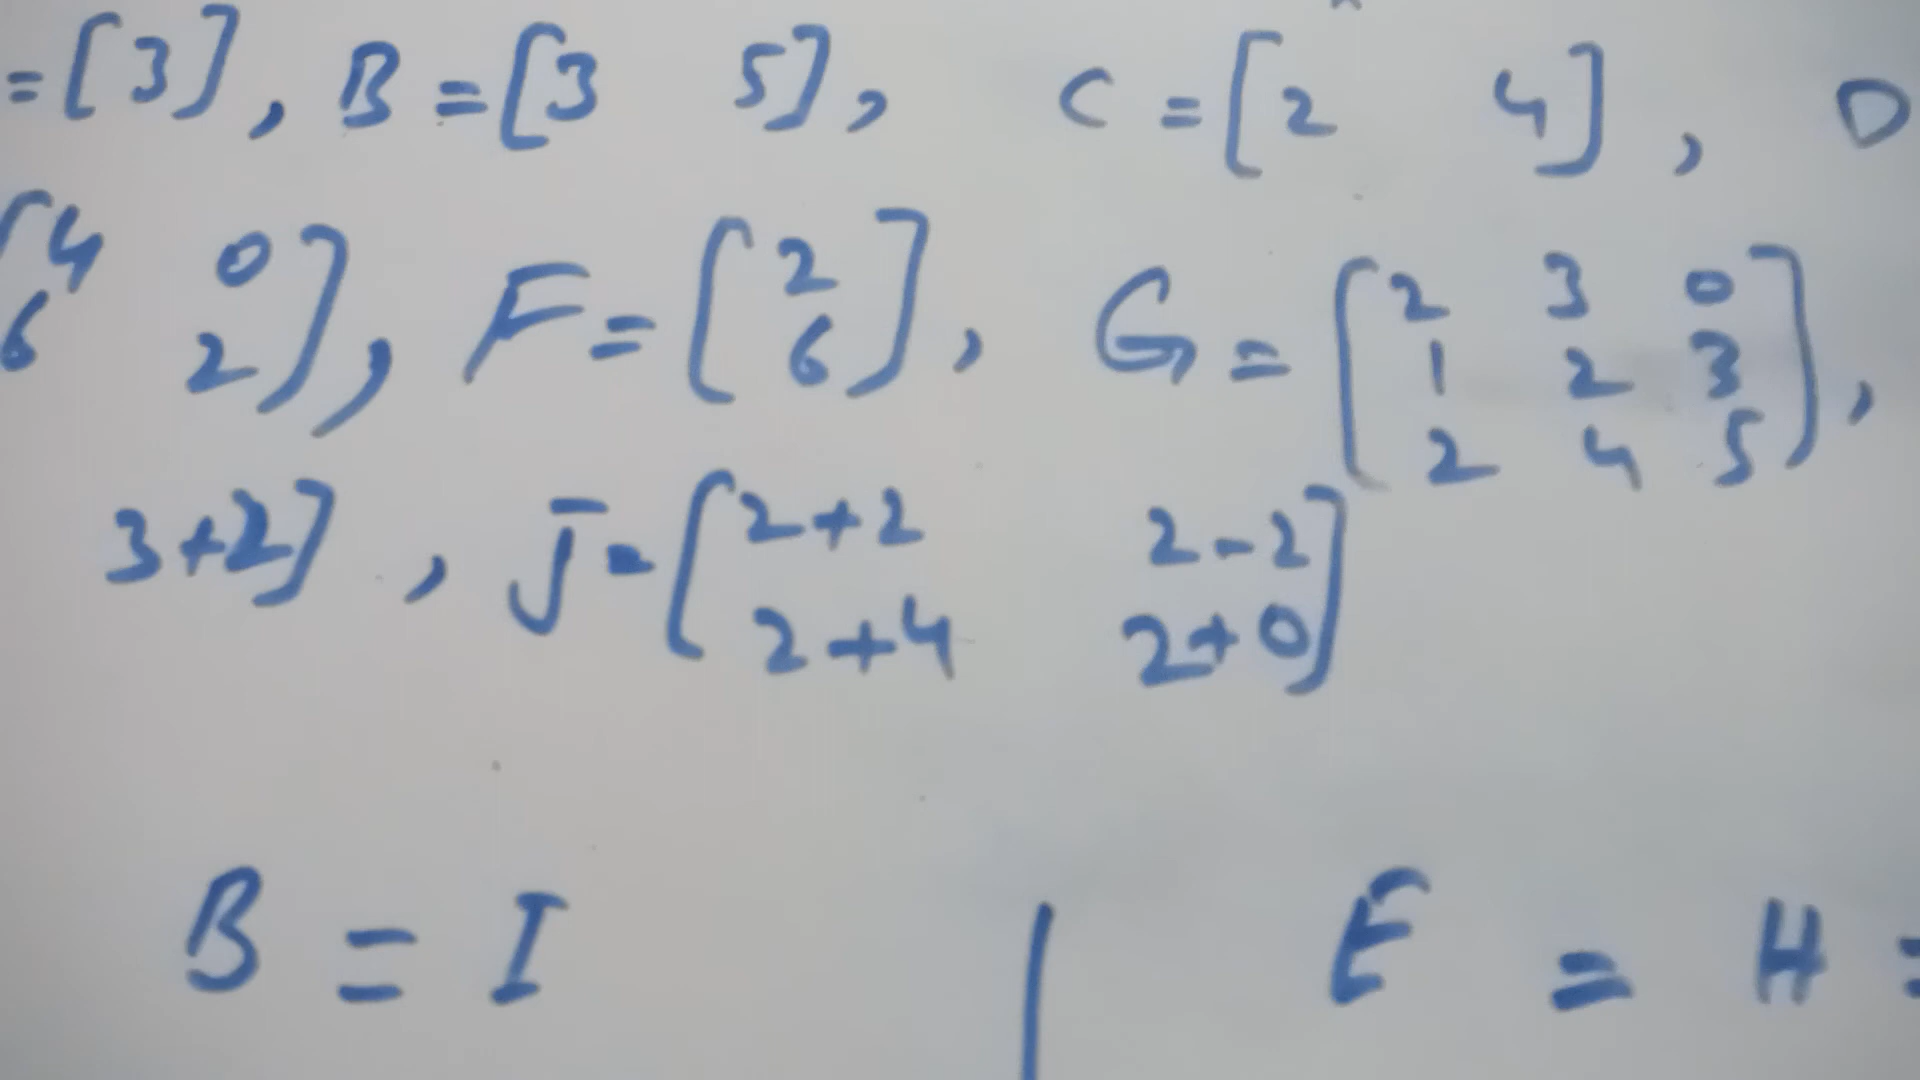 = [3], B = [3 5], C = [2 4], D
[4 0
6 2], F = [2
6], G = [2 3 0
1 2 3
2 4 5],
3+2], J = [2+2 2-2
2+4 2+0]
B = I | E = H =